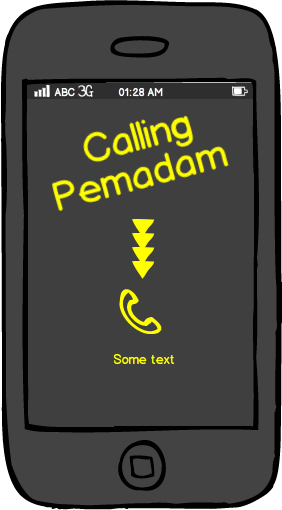 ABC 3G 01:28 AM
Calling
Pemadam
Some text